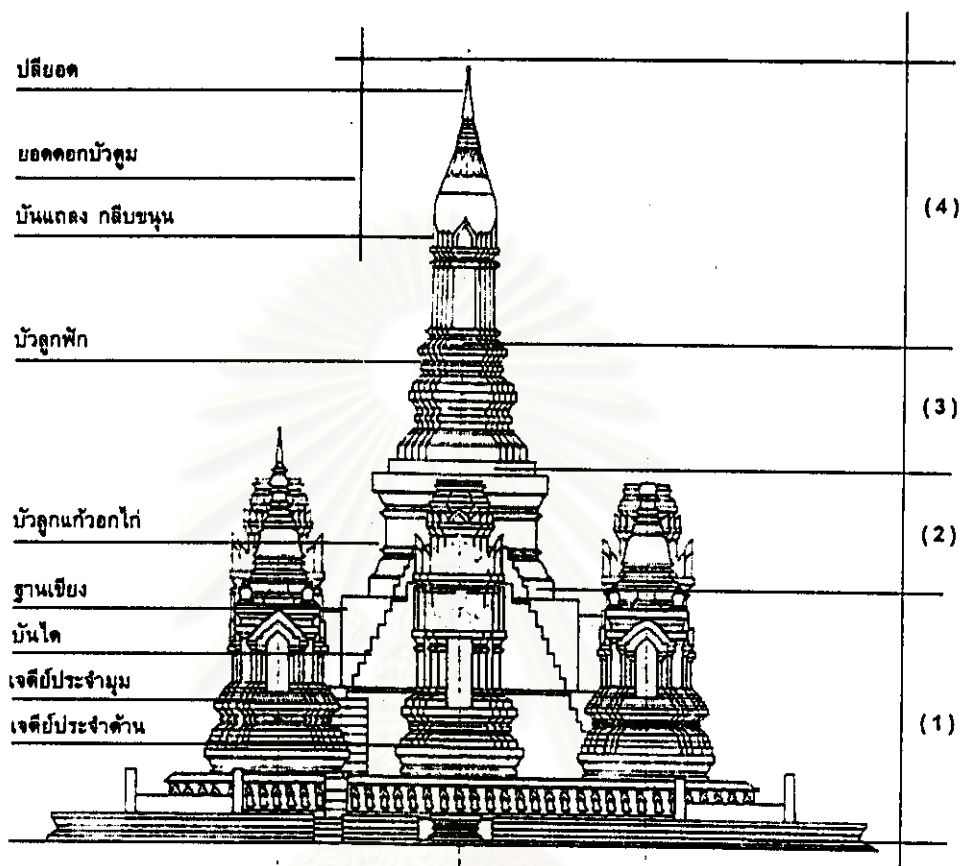 ปลียอด
ยอดดอกบัวตูม
(4)
บันแถลง กลีบขนุน
บัวลูกฟัก
(3)
บัวลูกแก้วอกไก่
(2)
ฐานเขียง
บันได
เจดีย์ประจำมุม
(1)
เจดีย์ประจำด้าน